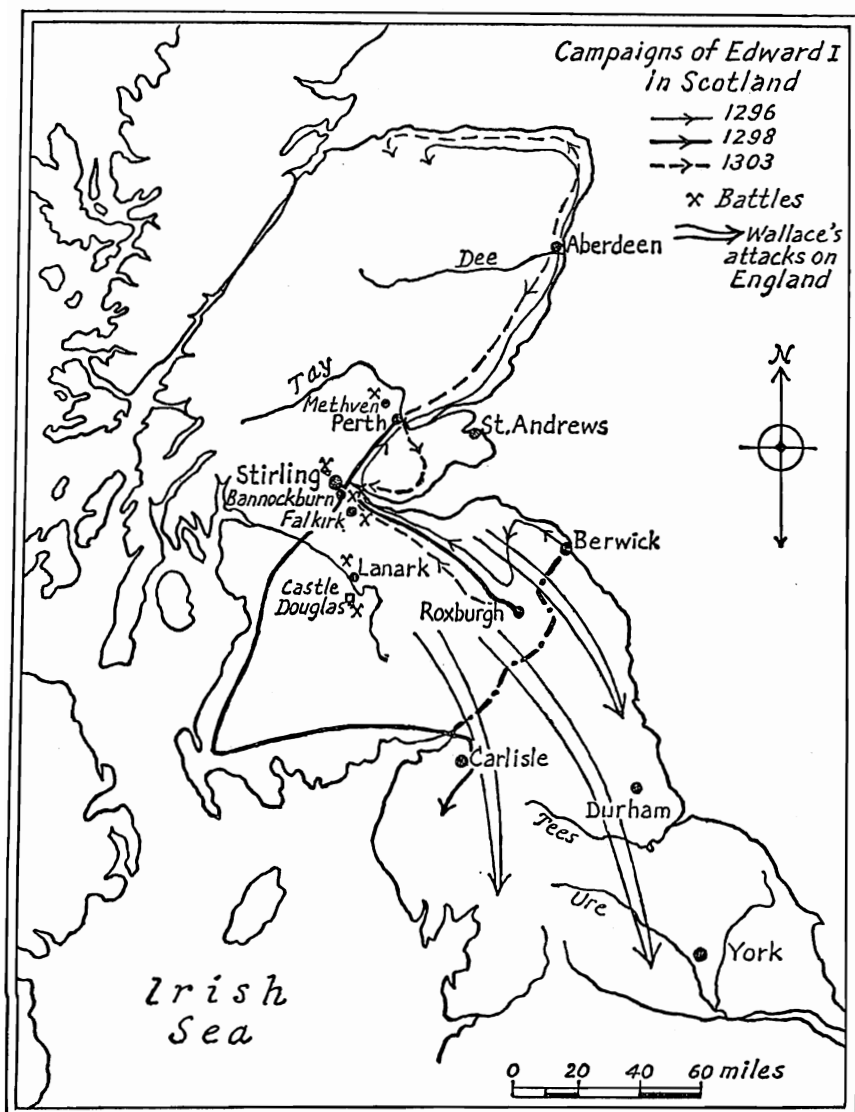 Campaigns of Edward I
in Scotland
1296
1298
1303
Battles
Wallace's
attacks on
England
Aberdeen
Dee
N
Tay
Methven
Perth
St. Andrews
Stirling
Bannockburn
Falkirk
Berwick
Lanark
Castle
Douglas
Roxburgh
Carlisle
Durham
Tees
Ure
York
Irish
Sea
0 20 40 60 miles